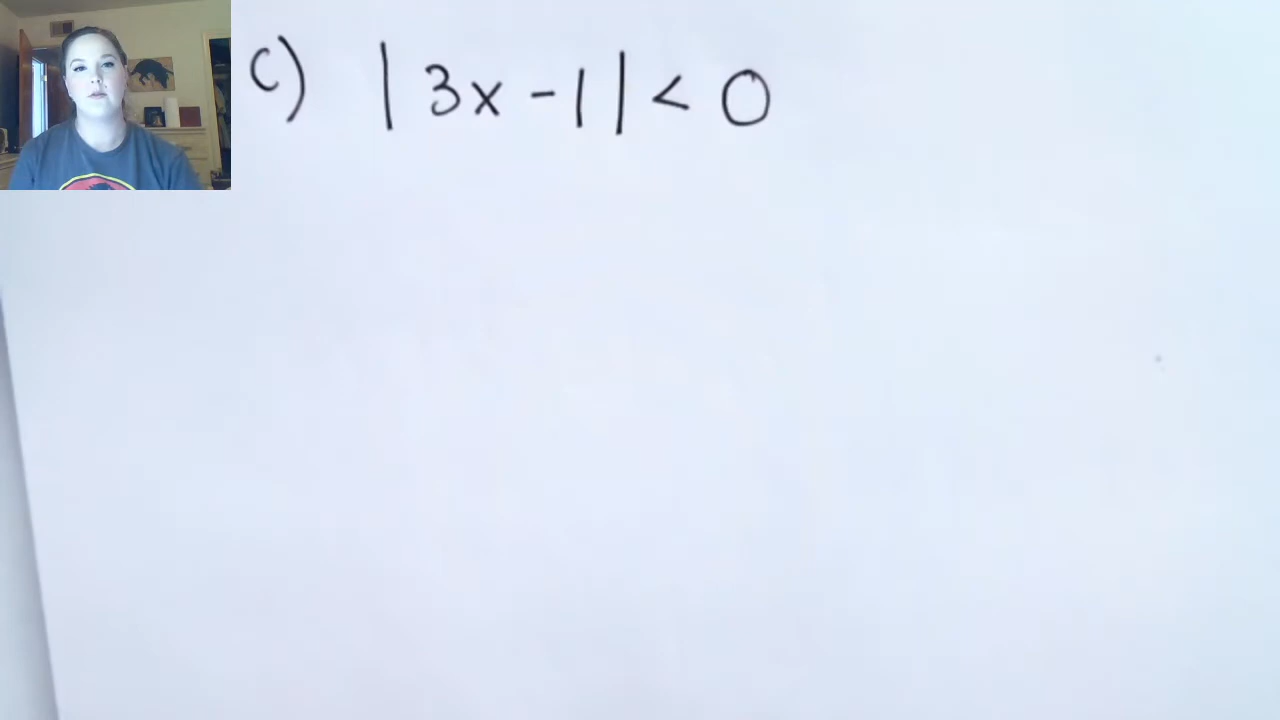 c) |3x - 1| < 0